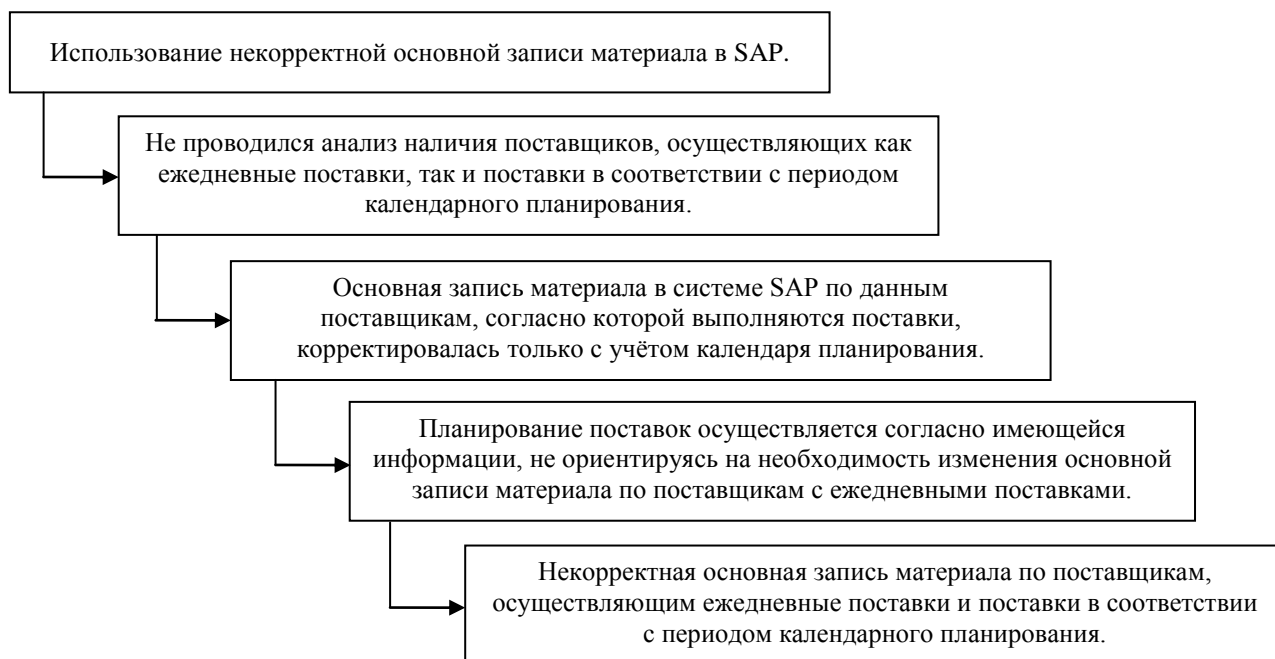 Использование некорректной основной записи материала в SAP.
Не проводился анализ наличия поставщиков, осуществляющих как
ежедневные поставки, так и поставки в соответствии с периодом
календарного планирования.
Основная запись материала в системе SAP по данным
поставщикам, согласно которой выполняются поставки,
корректировалась только с учётом календаря планирования.
Планирование поставок осуществляется согласно имеющейся
информации, не ориентируясь на необходимость изменения основной
записи материала по поставщикам с ежедневными поставками.
Некорректная основная запись материала по поставщикам,
осуществляющим ежедневные поставки и поставки в соответствии
с периодом календарного планирования.